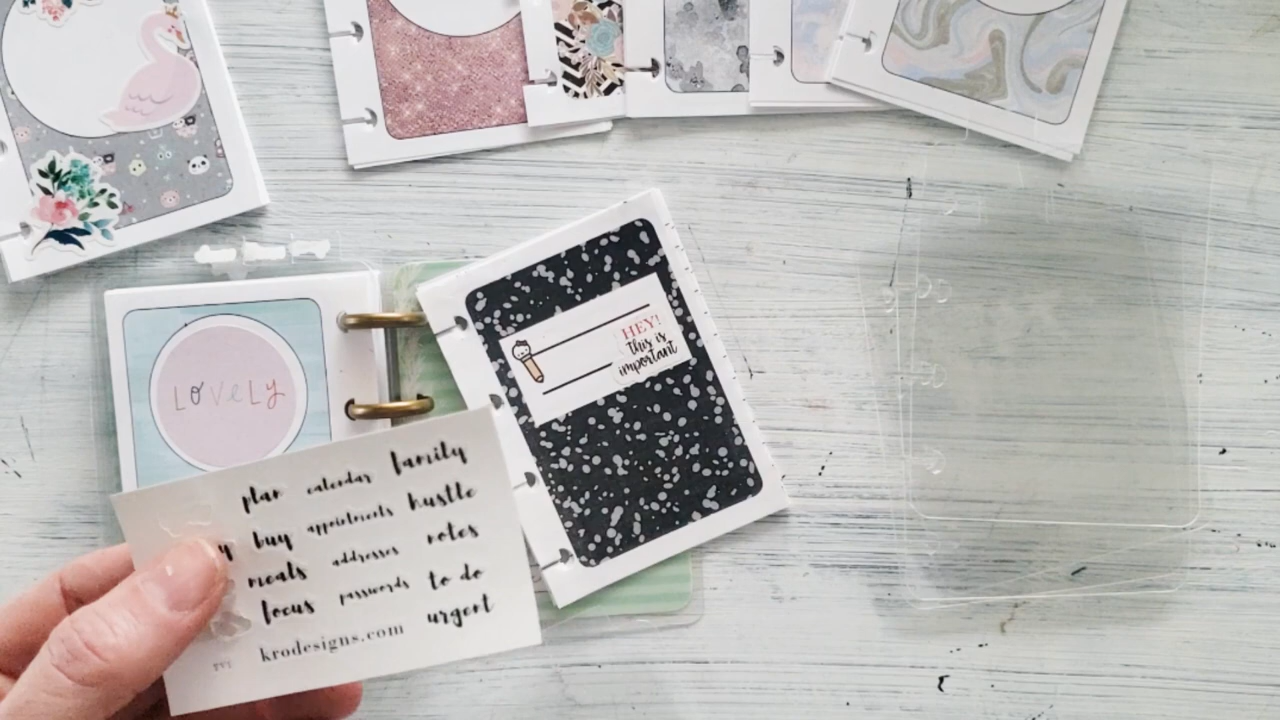 LOVELY
HEY!
this is
important
plan calendar family
buy appointments hustle
meals addresses notes
focus passwords to do
urgent
krodesigns.com